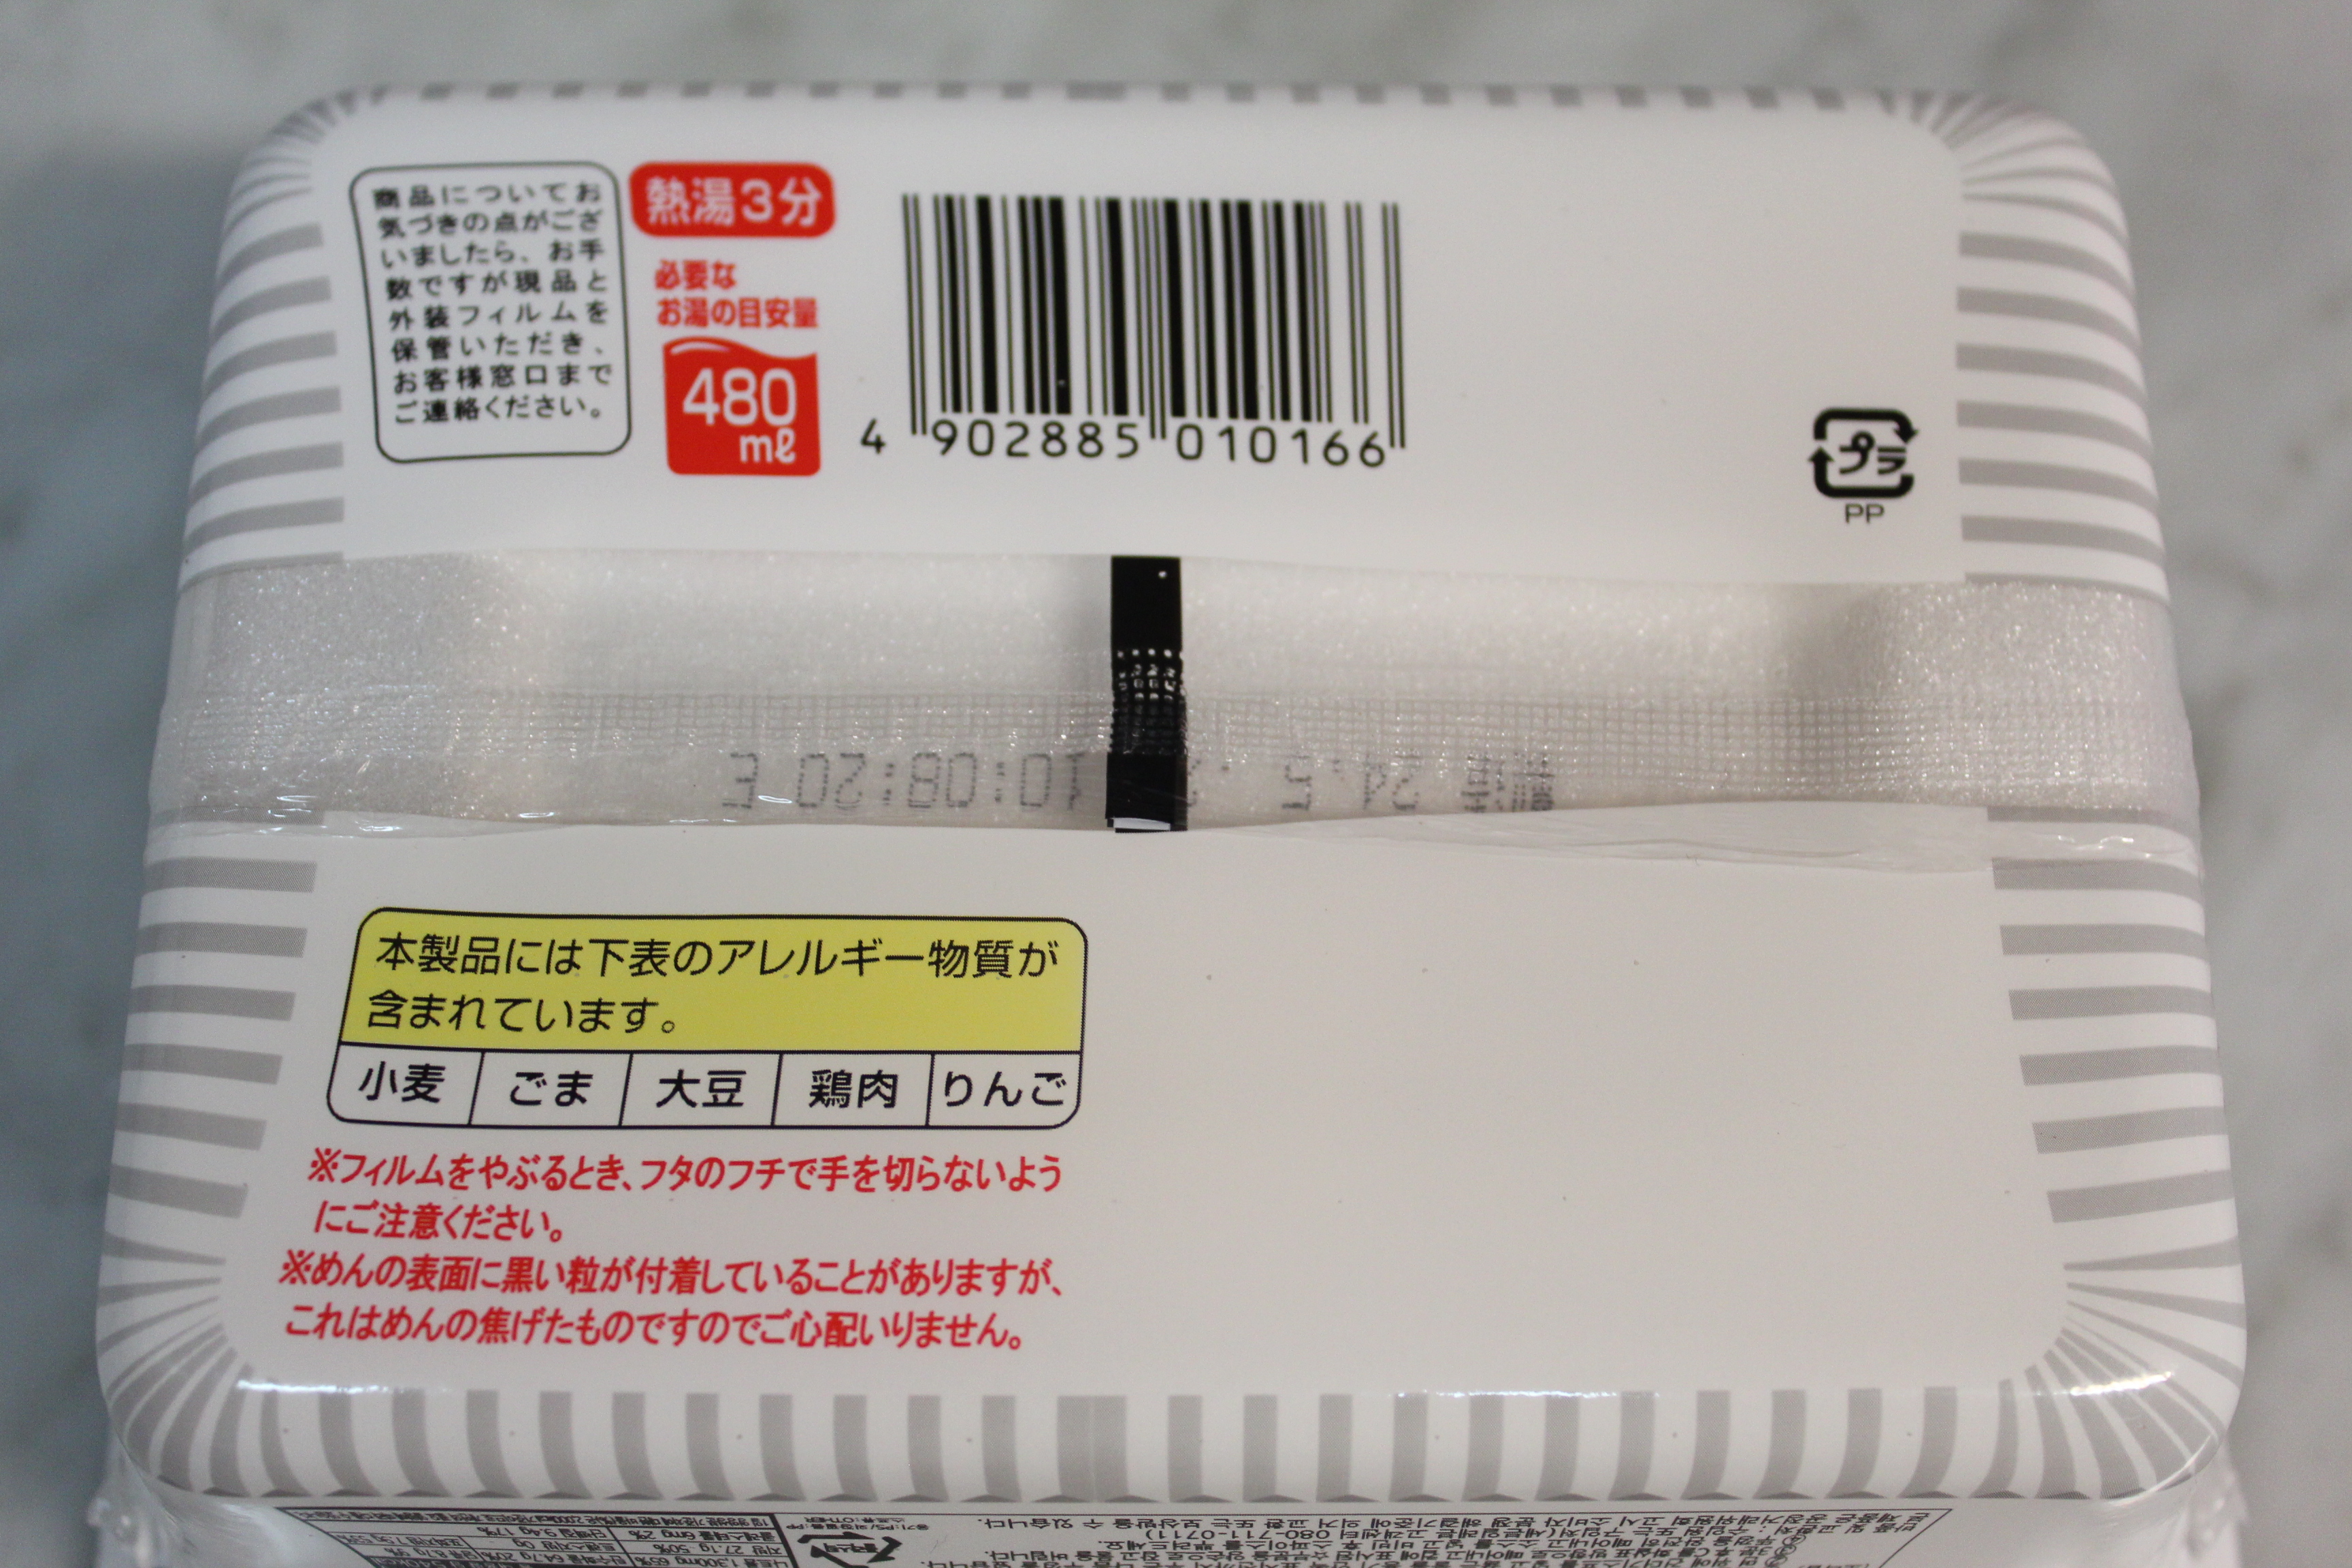 商品についてお
気づきの点がござ
いましたら、お手
数ですが現品と
外装フィルムを
保管いただき、
お客様窓口まで
ご連絡ください。
熱湯3分
必要な
お湯の目安量
480
mℓ
4 902885 010166
プラ
PP
24.5
10:08:20 E
本製品には下表のアレルギー物質が
含まれています。
小麦 ごま 大豆 鶏肉 りんご
※フィルムをやぶるとき、フタのフチで手を切らないよう
にご注意ください。
※めんの表面に黒い粒が付着していることがありますが、
これはめんの焦げたものですのでご心配いりません。